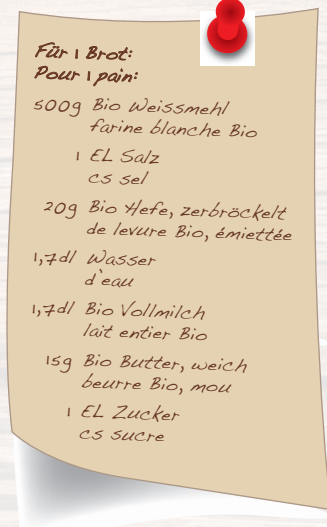 Für 1 Brot:
Pour 1 pain:
500g Bio Weissmehl
farine blanche Bio
1 EL Salz
cs sel
20g Bio Hefe, zerbröckelt
de levure Bio, émiettée
1,7dl Wasser
d'eau
1,7dl Bio Vollmilch
lait entier Bio
15g Bio Butter, weich
beurre Bio, mou
1 EL Zucker
cs sucre